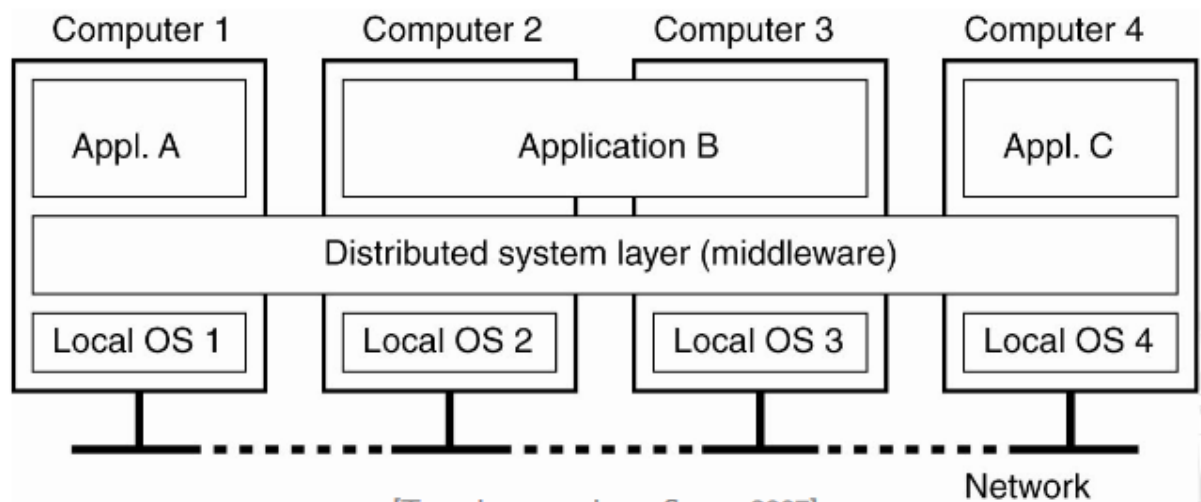 Computer 1
Computer 2
Computer 3
Computer 4
Appl. A
Application B
Appl. C
Distributed system layer (middleware)
Local OS 1
Local OS 2
Local OS 3
Local OS 4
Network